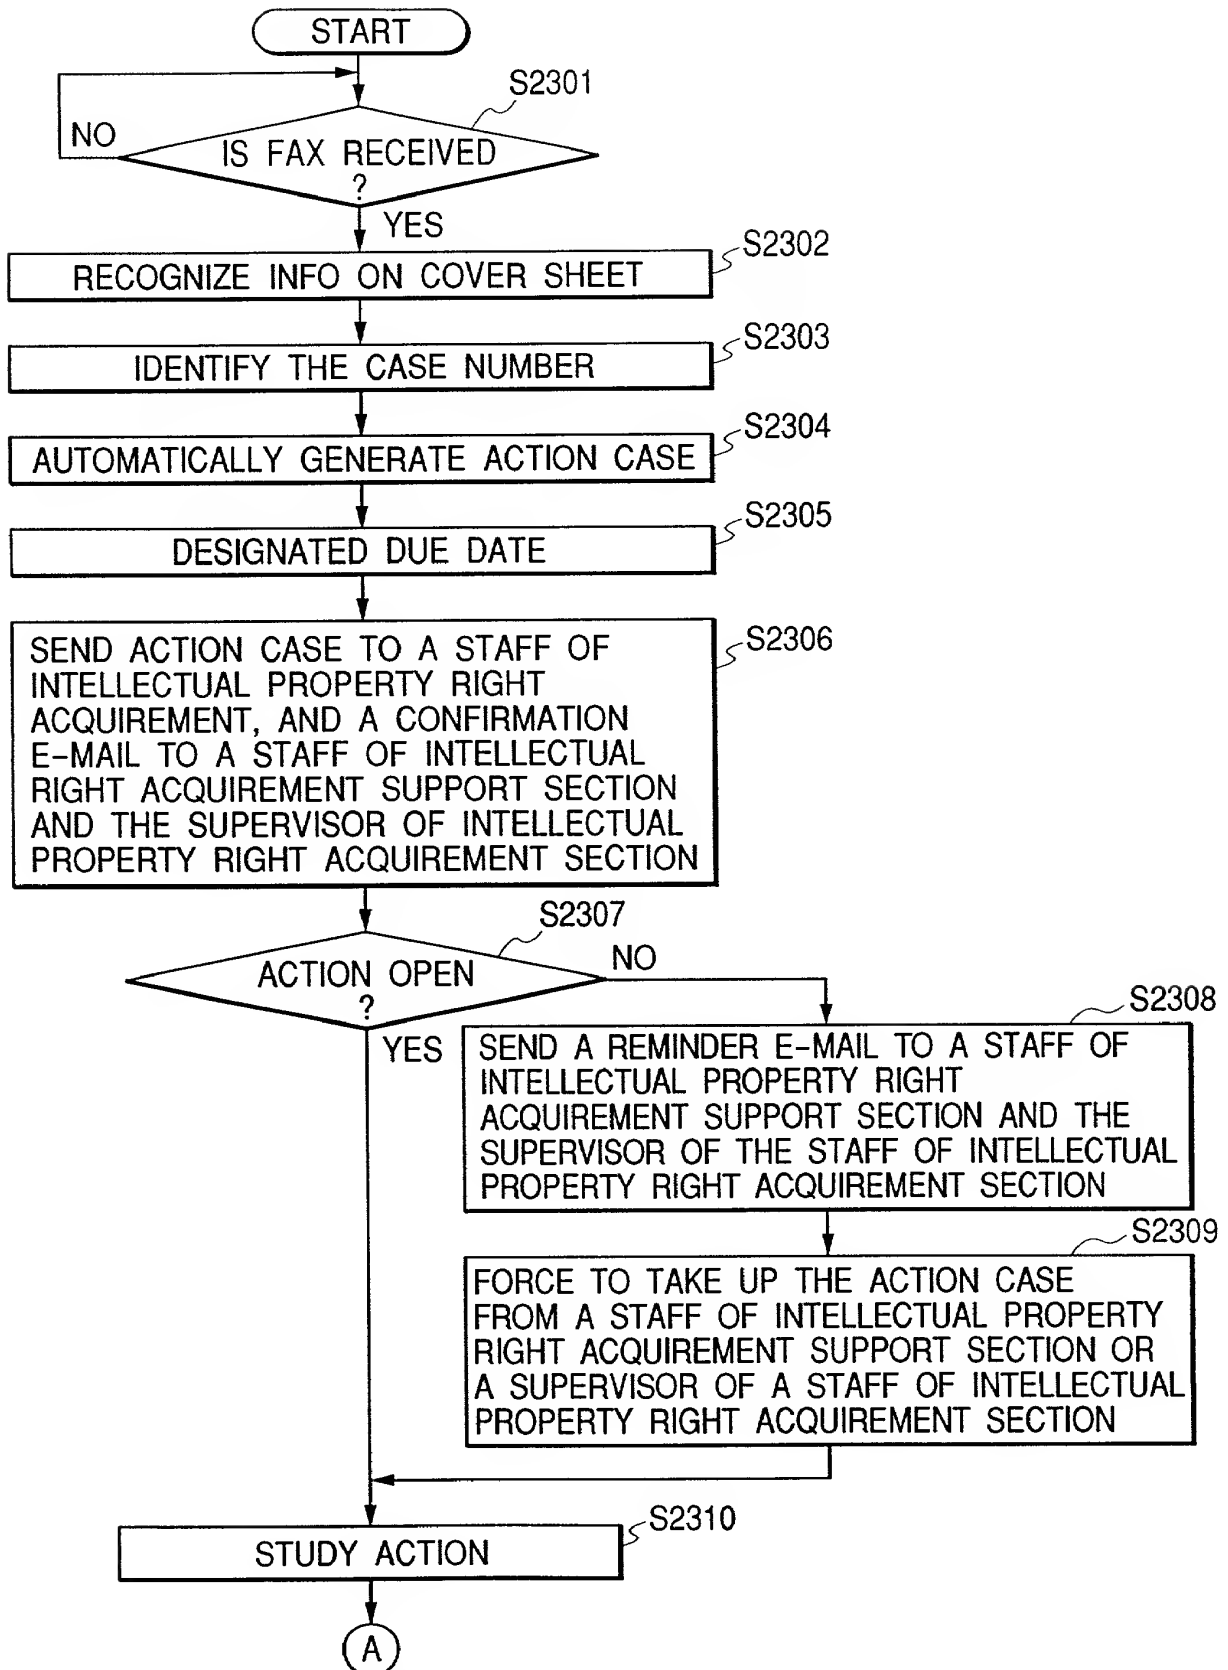 START
S2301
NO
IS FAX RECEIVED
?
YES
S2302
RECOGNIZE INFO ON COVER SHEET
S2303
IDENTIFY THE CASE NUMBER
S2304
AUTOMATICALLY GENERATE ACTION CASE
S2305
DESIGNATED DUE DATE
S2306
SEND ACTION CASE TO A STAFF OF
INTELLECTUAL PROPERTY RIGHT
ACQUIREMENT, AND A CONFIRMATION
E-MAIL TO A STAFF OF INTELLECTUAL
RIGHT ACQUIREMENT SUPPORT SECTION
AND THE SUPERVISOR OF INTELLECTUAL
PROPERTY RIGHT ACQUIREMENT SECTION
S2307
ACTION OPEN
?
NO
YES
S2308
SEND A REMINDER E-MAIL TO A STAFF OF
INTELLECTUAL PROPERTY RIGHT
ACQUIREMENT SUPPORT SECTION AND THE
SUPERVISOR OF THE STAFF OF INTELLECTUAL
PROPERTY RIGHT ACQUIREMENT SECTION
S2309
FORCE TO TAKE UP THE ACTION CASE
FROM A STAFF OF INTELLECTUAL PROPERTY
RIGHT ACQUIREMENT SUPPORT SECTION OR
A SUPERVISOR OF A STAFF OF INTELLECTUAL
PROPERTY RIGHT ACQUIREMENT SECTION
S2310
STUDY ACTION
A